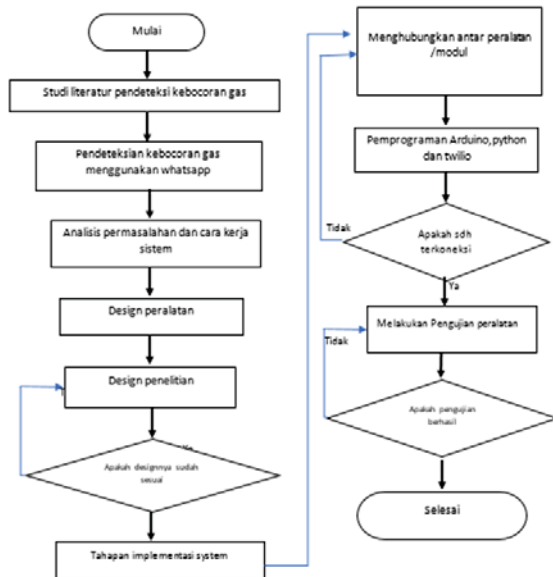 Mulai
Studi literatur pendeteksi kebocoran gas
Pendeteksian kebocoran gas
menggunakan whatsapp
Analisis permasalahan dan cara kerja
sistem
Design peralatan
Design penelitian
Apakah designnya sudah
sesuai
Tahapan implementasi system
Menghubungkan antar peralatan
/modul
Pemprograman Arduino,python
dan twilio
Tidak
Apakah sdh
terkoneksi
Ya
Melakukan Pengujian peralatan
Tidak
Apakah pengujian
berhasil
Selesai